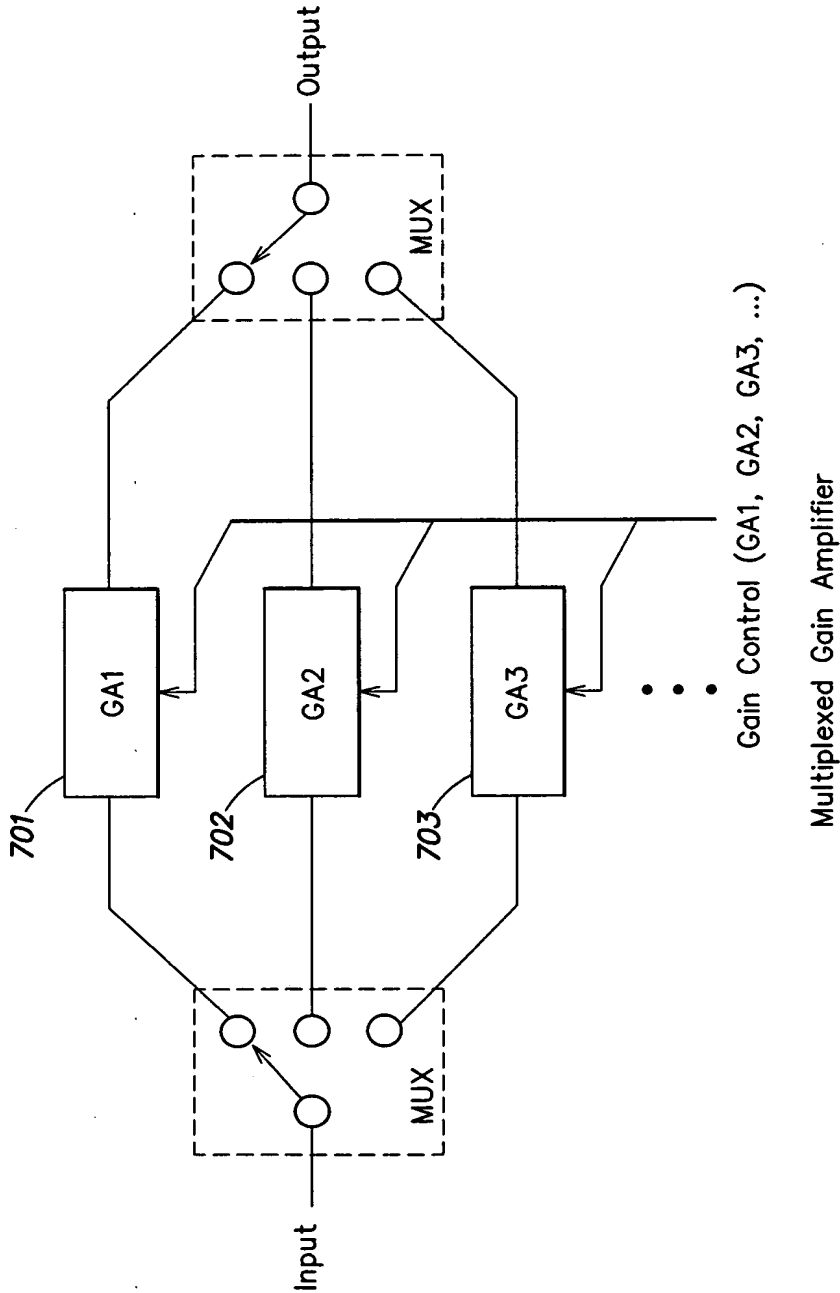 701
GA1
702
GA2
703
GA3
Input
MUX
MUX
Output
Gain Control (GA1, GA2, GA3, ...)
Multiplexed Gain Amplifier